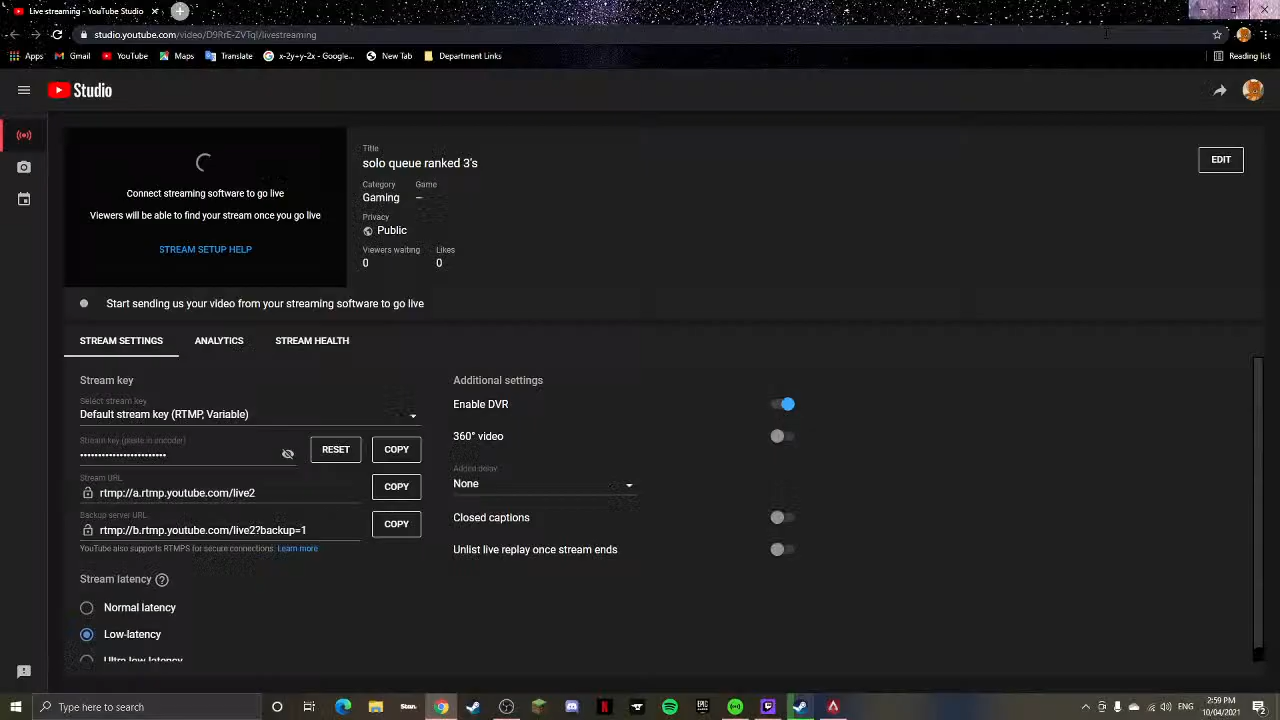 Live streaming - YouTube Studio
studio.youtube.com/video/D9RrE-ZVTqI/livestreaming
Apps Gmail YouTube Maps Translate x-2y+y-2x - Google... New Tab Department Links Reading list
Studio
Connect streaming software to go live
Viewers will be able to find your stream once you go live
STREAM SETUP HELP
Title
solo queue ranked 3's
EDIT
Category Game
Gaming –
Privacy
Public
Viewers waiting Likes
0 0
Start sending us your video from your streaming software to go live
STREAM SETTINGS ANALYTICS STREAM HEALTH
Stream key
Select stream key
Default stream key (RTMP, Variable)
Stream key (paste in encoder)
••••••••••••••••••••••••
RESET COPY
Stream URL
rtmp://a.rtmp.youtube.com/live2
COPY
Backup server URL
rtmp://b.rtmp.youtube.com/live2?backup=1
COPY
YouTube also supports RTMPS for secure connections. Learn more
Stream latency
Normal latency
Low-latency
Ultra low-latency
Additional settings
Enable DVR
360° video
Added delay
None
Closed captions
Unlist live replay once stream ends
Type here to search
2:59 PM
10/04/2021